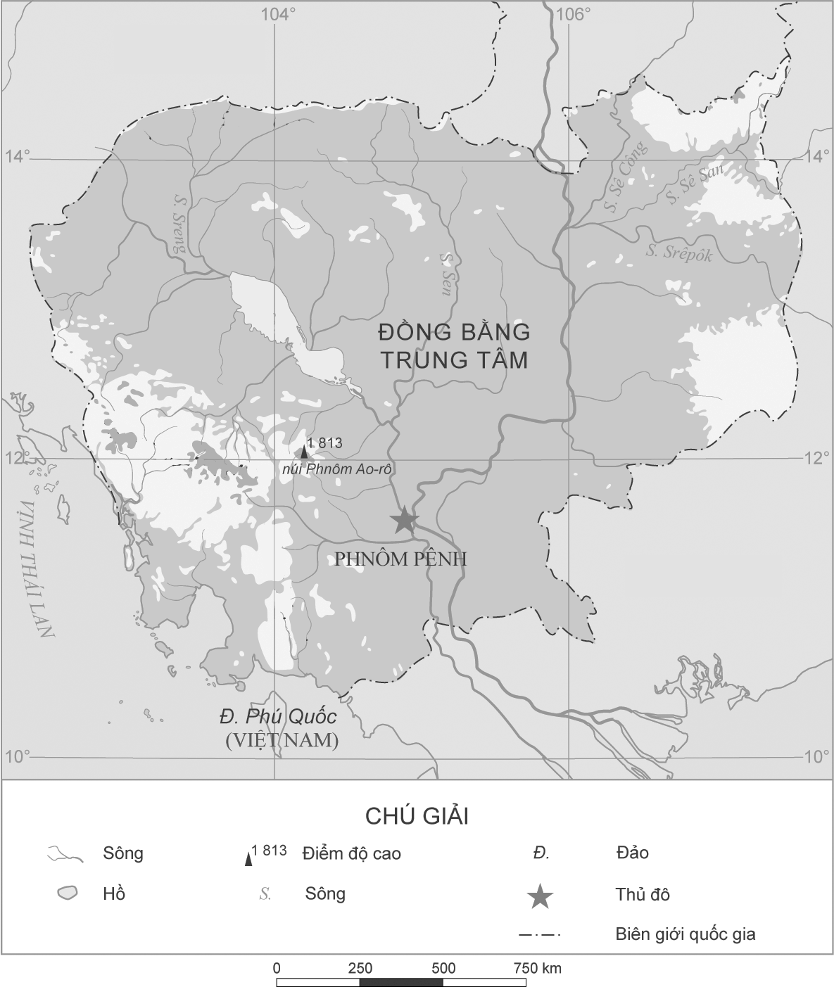 104°
106°
14°
14°
S. Sê Công
S. Sê San
S. Sreng
S. Srêpôk
S. Sen
ĐỒNG BẰNG
TRUNG TÂM
1 813
12°
12°
núi Phnôm Ao-rô
VỊNH THÁI LAN
PHNÔM PÊNH
Đ. Phú Quốc
(VIỆT NAM)
10°
10°
CHÚ GIẢI
Sông
1 813
Điểm độ cao
Đ.
Đảo
Hồ
S.
Sông
Thủ đô
Biên giới quốc gia
0
250
500
750 km